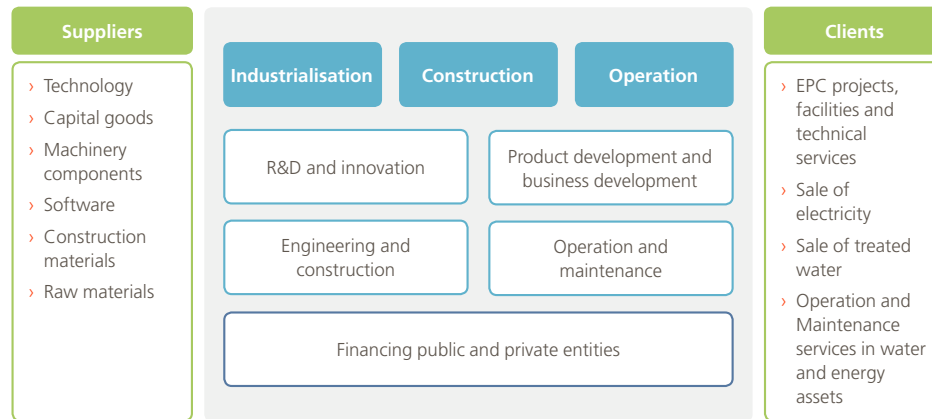 Suppliers
› Technology
› Capital goods
› Machinery
components
› Software
› Construction
materials
› Raw materials
Industrialisation
Construction
Operation
R&D and innovation
Product development and
business development
Engineering and
construction
Operation and
maintenance
Financing public and private entities
Clients
› EPC projects,
facilities and
technical
services
› Sale of
electricity
› Sale of treated
water
› Operation and
Maintenance
services in water
and energy
assets